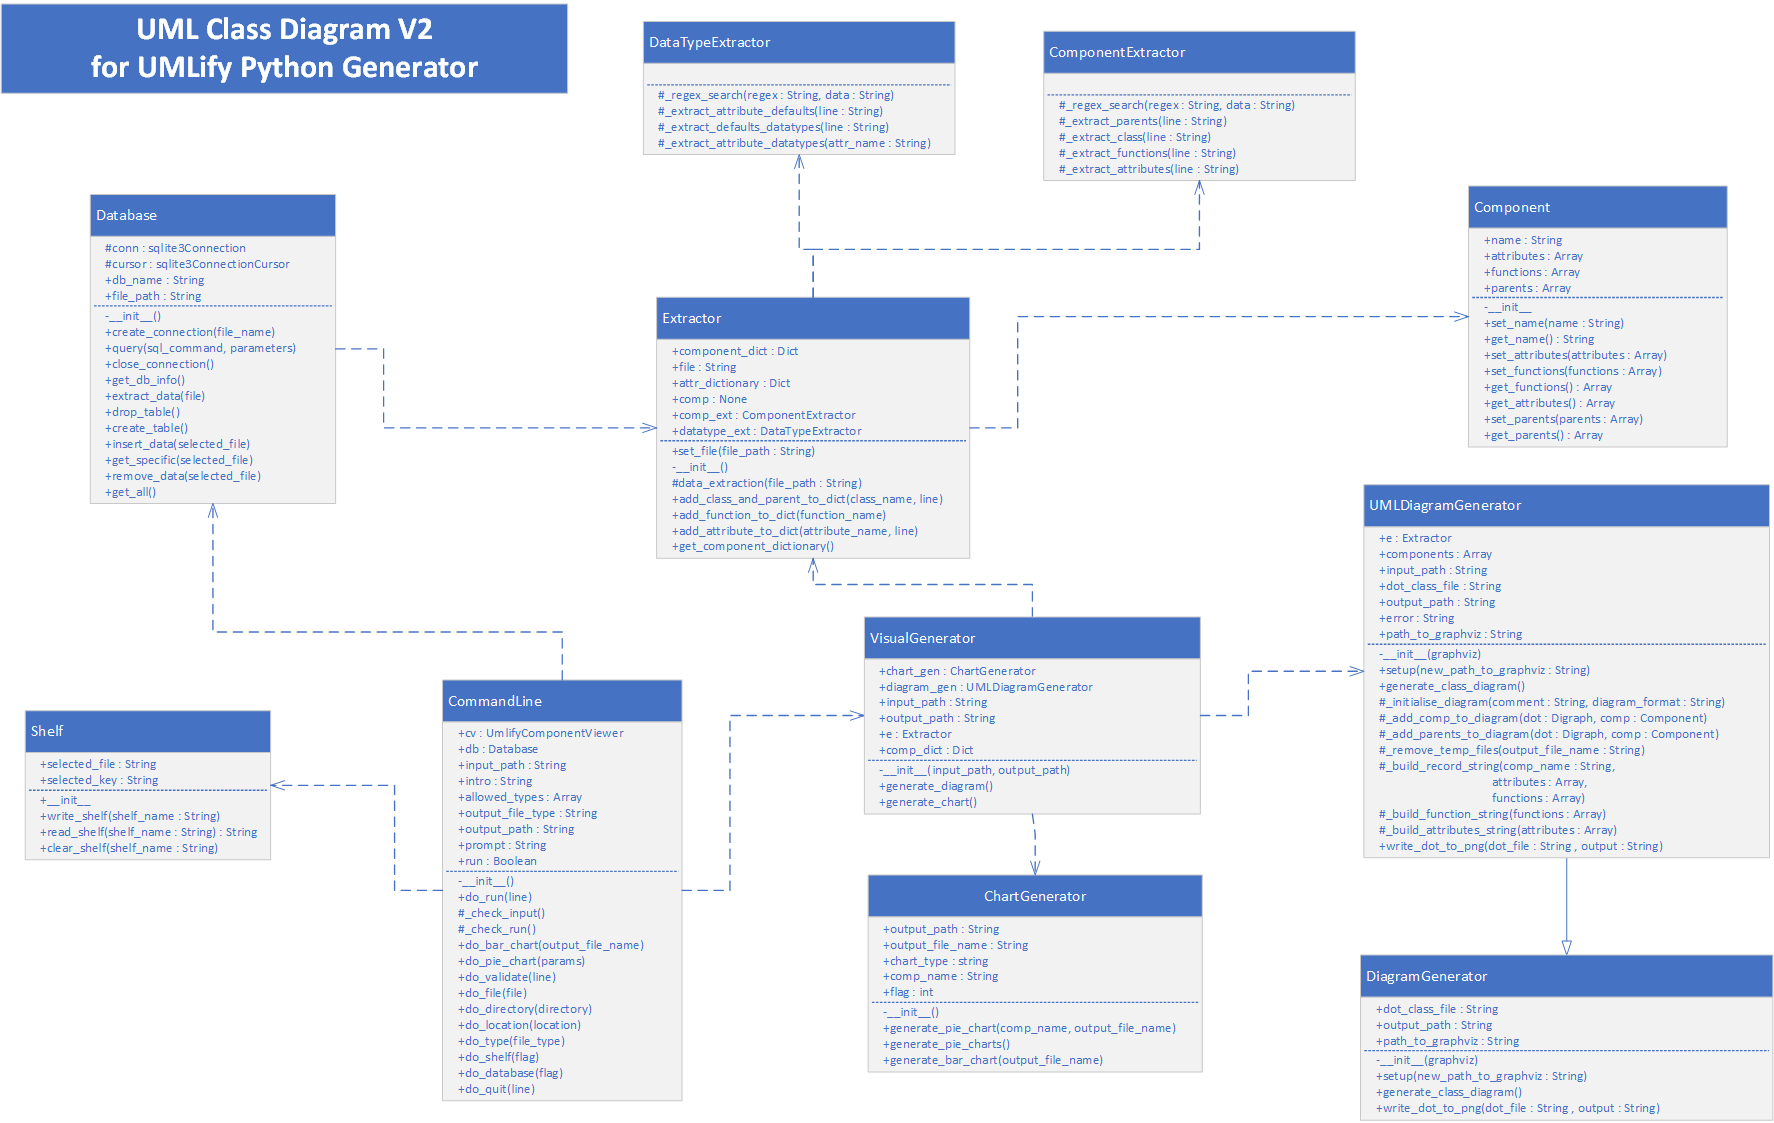 UML Class Diagram V2
for UMLify Python Generator
DataTypeExtractor
#_regex_search(regex : String, data : String)
#_extract_attribute_defaults(line : String)
#_extract_defaults_datatypes(line : String)
#_extract_attribute_datatypes(attr_name : String)
ComponentExtractor
#_regex_search(regex : String, data : String)
#_extract_parents(line : String)
#_extract_class(line : String)
#_extract_functions(line : String)
#_extract_attributes(line : String)
Database
#conn : sqlite3Connection
#cursor : sqlite3ConnectionCursor
+db_name : String
+file_path : String
-__init__()
+create_connection(file_name)
+query(sql_command, parameters)
+close_connection()
+get_db_info()
+extract_data(file)
+drop_table()
+create_table()
+insert_data(selected_file)
+get_specific(selected_file)
+remove_data(selected_file)
+get_all()
Extractor
+component_dict : Dict
+file : String
+attr_dictionary : Dict
+comp : None
+comp_ext : ComponentExtractor
+datatype_ext : DataTypeExtractor
+set_file(file_path : String)
-__init__()
#data_extraction(file_path : String)
+add_class_and_parent_to_dict(class_name, line)
+add_function_to_dict(function_name)
+add_attribute_to_dict(attribute_name, line)
+get_component_dictionary()
Component
+name : String
+attributes : Array
+functions : Array
+parents : Array
-__init__
+set_name(name : String)
+get_name() : String
+set_attributes(attributes : Array)
+set_functions(functions : Array)
+get_functions() : Array
+get_attributes() : Array
+set_parents(parents : Array)
+get_parents() : Array
UMLDiagramGenerator
+e : Extractor
+components : Array
+input_path : String
+dot_class_file : String
+output_path : String
+error : String
+path_to_graphviz : String
-__init__(graphviz)
+setup(new_path_to_graphviz : String)
+generate_class_diagram()
#_initialise_diagram(comment : String, diagram_format : String)
#_add_comp_to_diagram(dot : Digraph, comp : Component)
#_add_parents_to_diagram(dot : Digraph, comp : Component)
#_remove_temp_files(output_file_name : String)
#_build_record_string(comp_name : String,
attributes : Array,
functions : Array)
#_build_function_string(functions : Array)
#_build_attributes_string(attributes : Array)
+write_dot_to_png(dot_file : String , output : String)
VisualGenerator
+chart_gen : ChartGenerator
+diagram_gen : UMLDiagramGenerator
+input_path : String
+output_path : String
+e : Extractor
+comp_dict : Dict
-__init__(input_path, output_path)
+generate_diagram()
+generate_chart()
CommandLine
+cv : UmlifyComponentViewer
+db : Database
+input_path : String
+intro : String
+allowed_types : Array
+output_file_type : String
+output_path : String
+prompt : String
+run : Boolean
-__init__()
+do_run(line)
#_check_input()
#_check_run()
+do_bar_chart(output_file_name)
+do_pie_chart(params)
+do_validate(line)
+do_file(file)
+do_directory(directory)
+do_location(location)
+do_type(file_type)
+do_shelf(flag)
+do_database(flag)
+do_quit(line)
Shelf
+selected_file : String
+selected_key : String
+__init__
+write_shelf(shelf_name : String)
+read_shelf(shelf_name : String) : String
+clear_shelf(shelf_name : String)
ChartGenerator
+output_path : String
+output_file_name : String
+chart_type : string
+comp_name : String
+flag : int
-__init__()
+generate_pie_chart(comp_name, output_file_name)
+generate_pie_charts()
+generate_bar_chart(output_file_name)
DiagramGenerator
+dot_class_file : String
+output_path : String
+path_to_graphviz : String
-__init__(graphviz)
+setup(new_path_to_graphviz : String)
+generate_class_diagram()
+write_dot_to_png(dot_file : String , output : String)